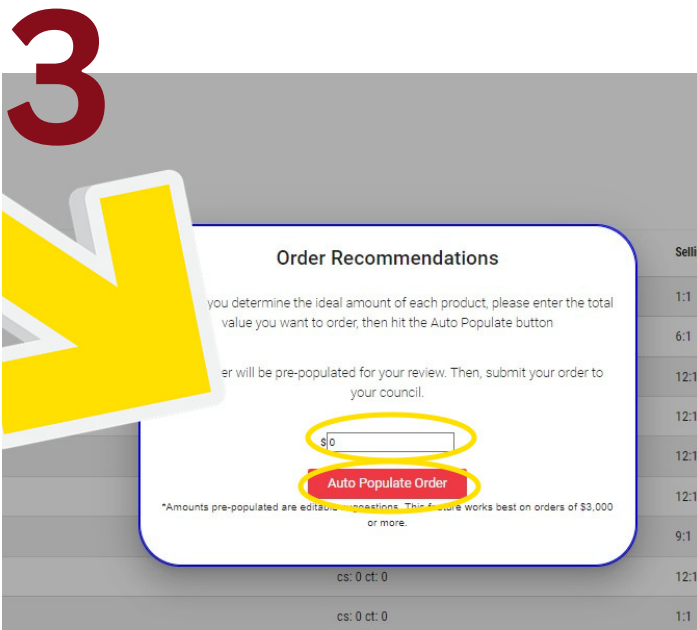 3
Order Recommendations
Selli
you determine the ideal amount of each product, please enter the total
value you want to order, then hit the Auto Populate button
1:1
6:1
er will be pre-populated for your review. Then, submit your order to
your council.
12:1
12:1
$0
12:1
Auto Populate Order
12:1
*Amounts pre-populated are editable suggestions. This feature works best on orders of $3,000
or more.
9:1
cs: 0 ct: 0
12:1
cs: 0 ct: 0
1:1